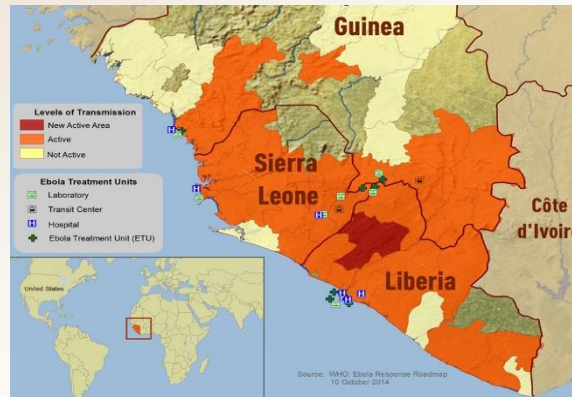 Guinea
Levels of Transmission
New Active Area
Active
Not Active
Ebola Treatment Units
Laboratory
Transit Center
Hospital
Ebola Treatment Unit (ETU)
Sierra
Leone
Côte
d'Ivoire
Liberia
United States
Source: WHO: Ebola Response Roadmap
10 October 2014
H
H
H
H
H
H
H